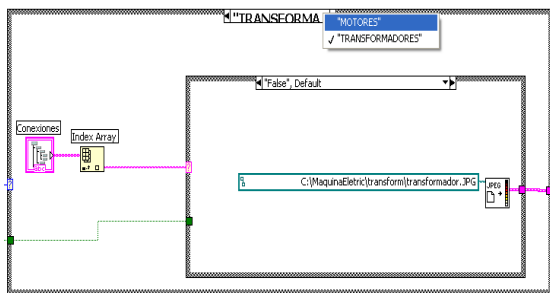 "TRANSFORMA
"MOTORES"
✓ "TRANSFORMADORES"
"False", Default
Conexiones
Index Array
C:\MaquinaEletric\transform\transformador.JPG
JPEG